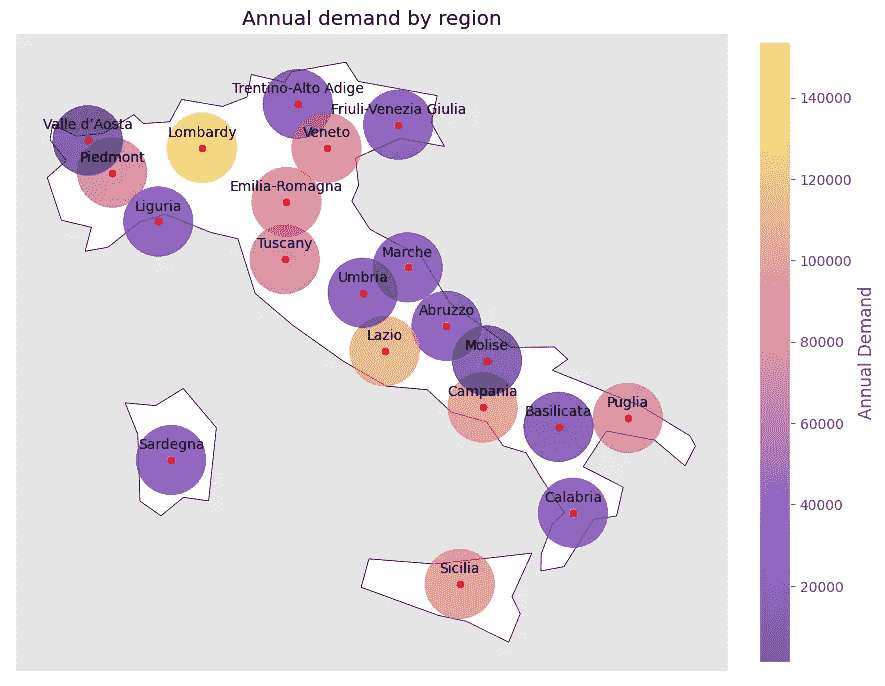 Annual demand by region
Trentino-Alto Adige
Friuli-Venezia Giulia
Valle d'Aosta
Lombardy
Veneto
Piedmont
Emilia-Romagna
Liguria
Tuscany
Marche
Umbria
Abruzzo
Lazio
Molise
Campania
Basilicata
Puglia
Sardegna
Calabria
Sicilia
140000
120000
100000
80000
60000
40000
20000
Annual Demand